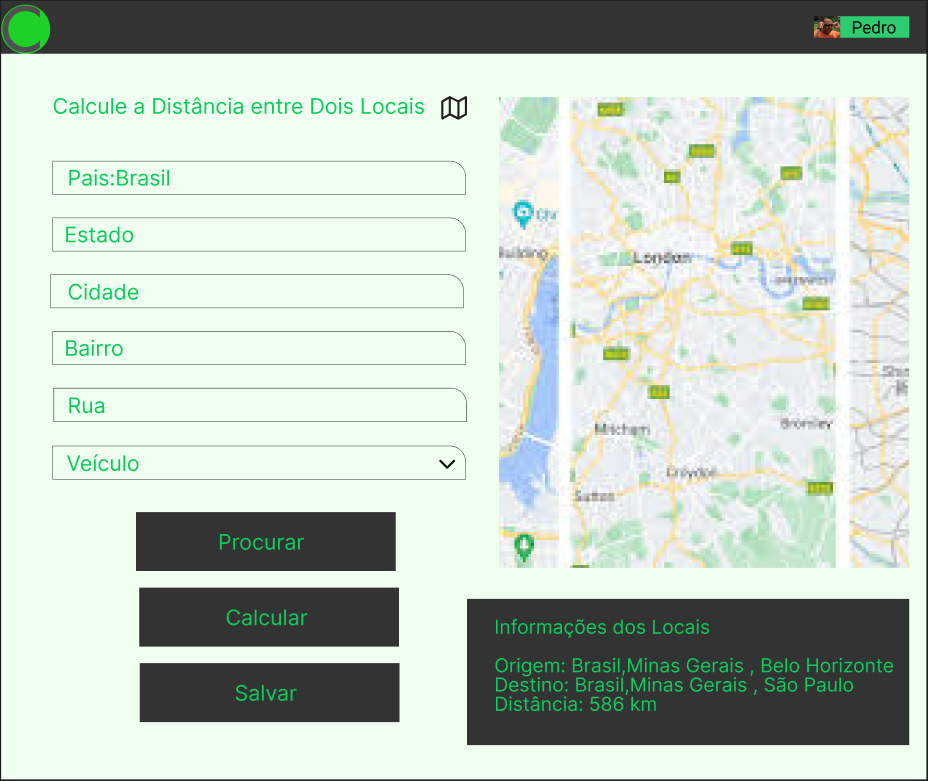 Pedro
Calcule a Distância entre Dois Locais
Pais:Brasil
Estado
Cidade
Bairro
Rua
Veículo
Procurar
Calcular
Salvar
London
Mitcham
Bromley
Croydon
Sutton
Informações dos Locais
Origem: Brasil,Minas Gerais , Belo Horizonte
Destino: Brasil,Minas Gerais , São Paulo
Distância: 586 km